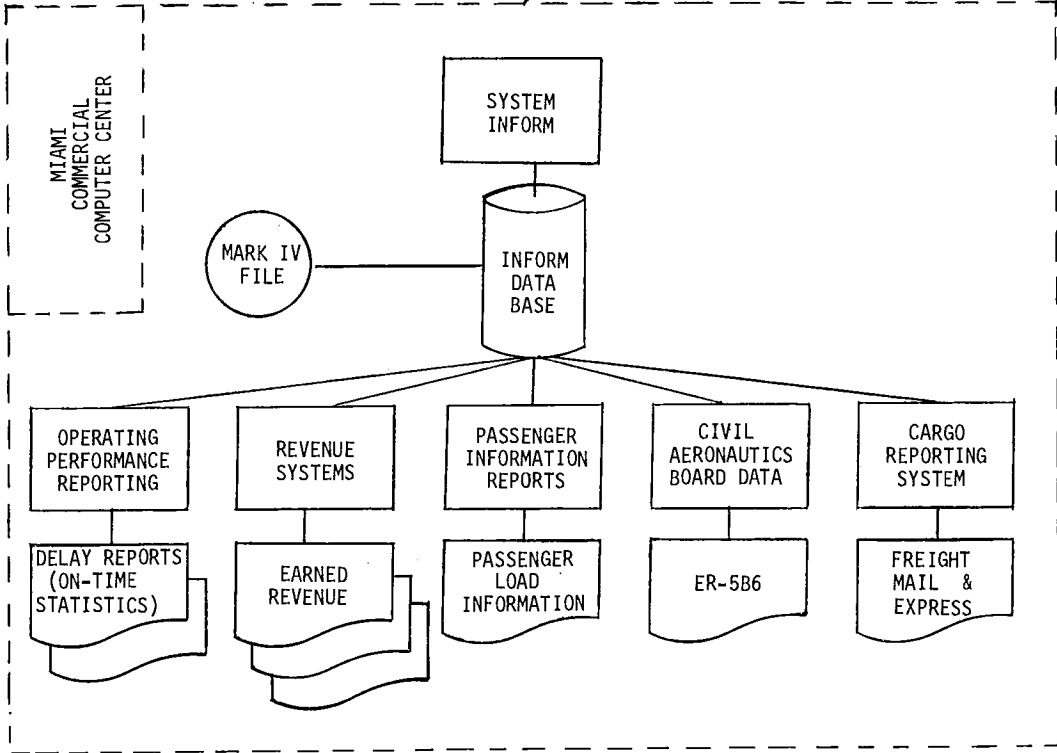 MIAMI
COMMERCIAL
COMPUTER CENTER
SYSTEM
INFORM
MARK IV
FILE
INFORM
DATA
BASE
OPERATING
PERFORMANCE
REPORTING
REVENUE
SYSTEMS
PASSENGER
INFORMATION
REPORTS
CIVIL
AERONAUTICS
BOARD DATA
CARGO
REPORTING
SYSTEM
DELAY REPORTS
(ON-TIME
STATISTICS)
EARNED
REVENUE
PASSENGER
LOAD
INFORMATION
ER-5B6
FREIGHT
MAIL &
EXPRESS